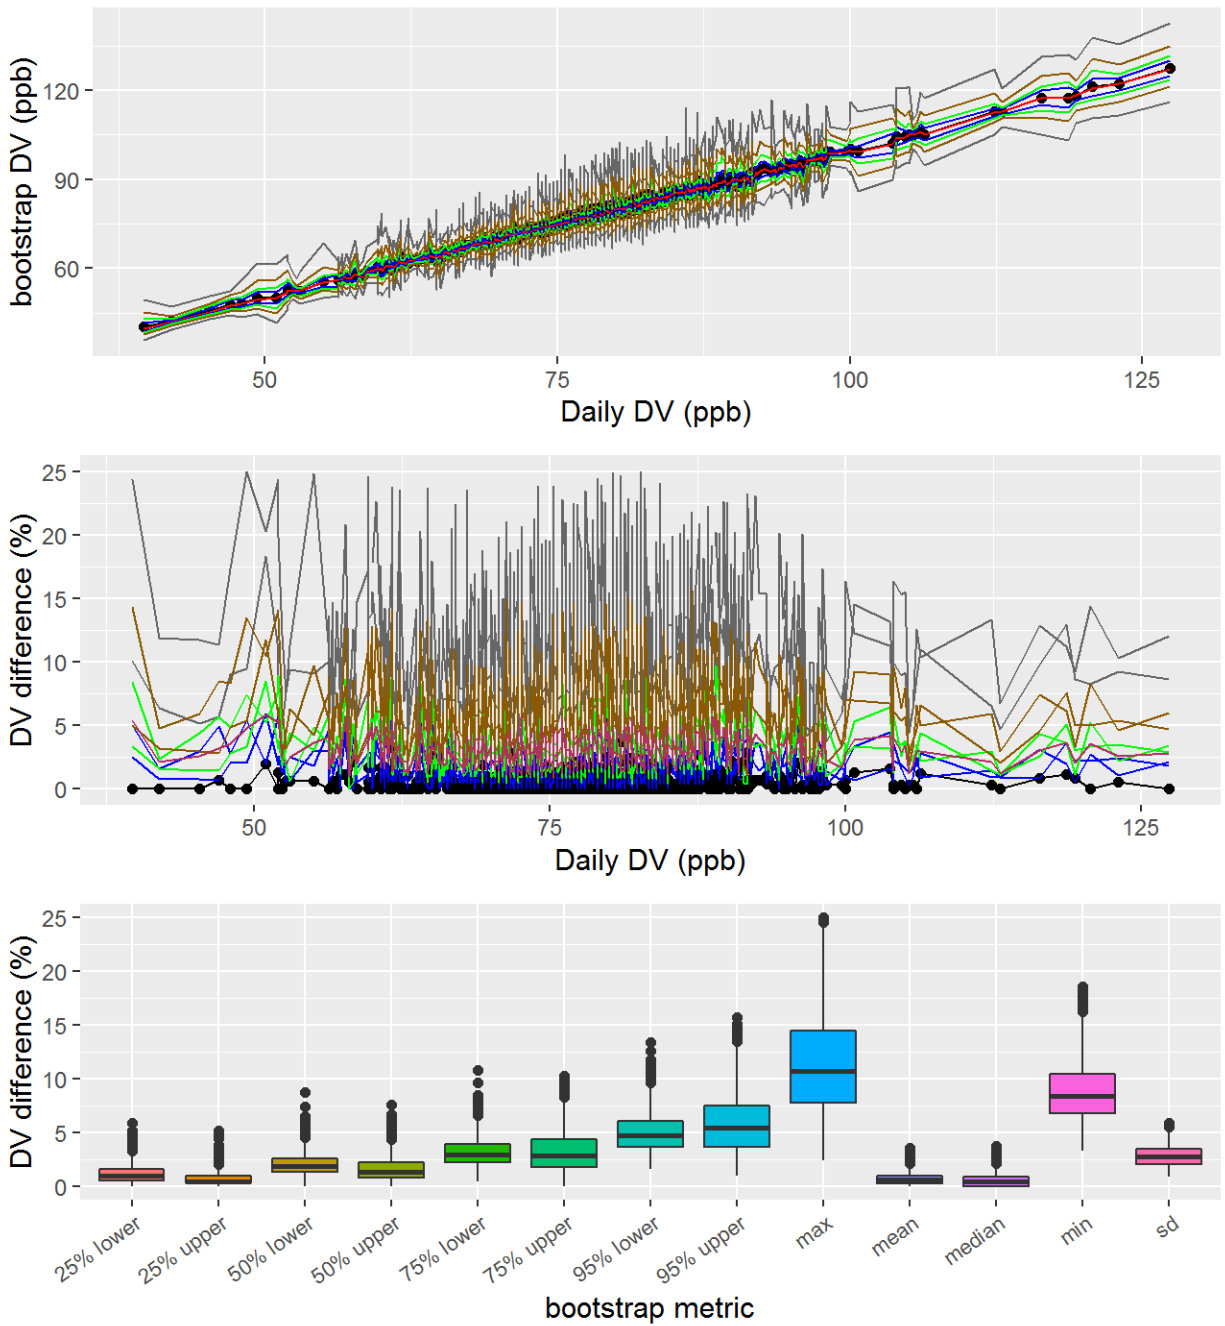 bootstrap DV (ppb)
120
90
60
50 75 100 125
Daily DV (ppb)
DV difference (%)
25
20
15
10
5
0
50 75 100 125
Daily DV (ppb)
DV difference (%)
25
20
15
10
5
0
25% lower 25% upper 50% lower 50% upper 75% lower 75% upper 95% lower 95% upper max mean median min sd
bootstrap metric